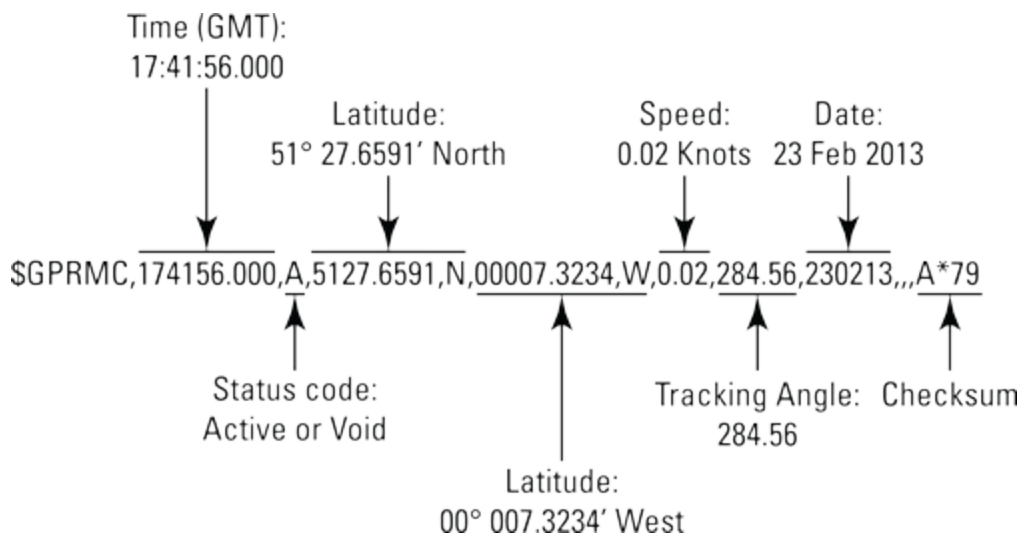 Time (GMT):
17:41:56.000
Latitude:
51° 27.6591’ North
Speed:
0.02 Knots
Date:
23 Feb 2013
$GPRMC,174156.000,A,5127.6591,N,00007.3234,W,0.02,284.56,230213,,,A*79
Status code:
Active or Void
Latitude:
00° 007.3234’ West
Tracking Angle:
284.56
Checksum